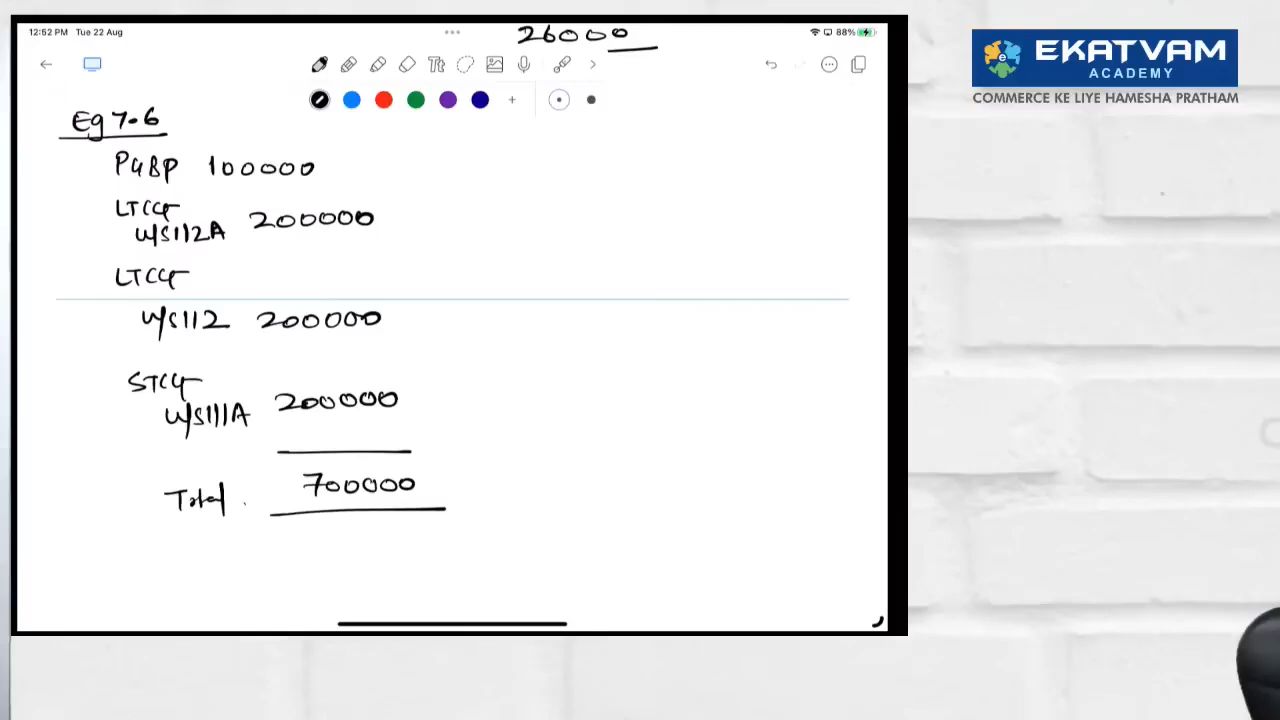 12:52 PM Tue 22 Aug
26000
88%
EKATVAM
ACADEMY
COMMERCE KE LIYE HAMESHA PRATHAM
Tt
Eg 7-6
PGBP 100000
LTCG
u/s112A 200000
LTCG
u/s112 200000
STCG
u/s111A 200000
Total 700000